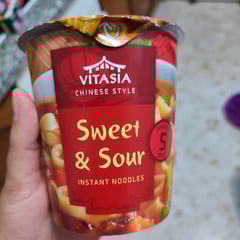 VITASIA
CHINESE STYLE
Sweet
& Sour
INSTANT NOODLES
5